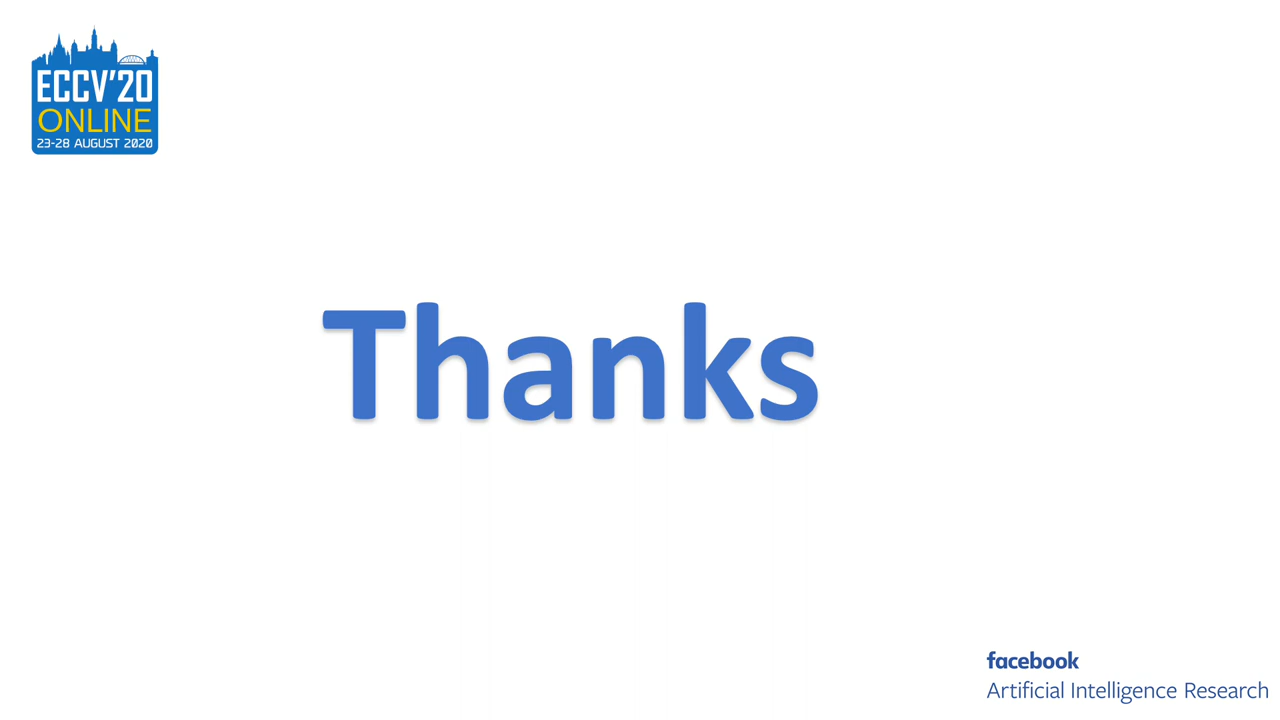 ECCV'20
ONLINE
23-28 AUGUST 2020
Thanks
facebook
Artificial Intelligence Research